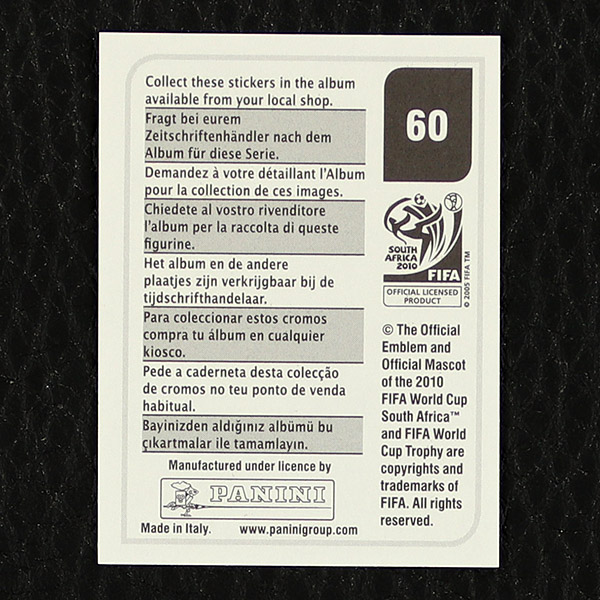 Collect these stickers in the album
available from your local shop.
Fragt bei eurem
Zeitschriftenhändler nach dem
Album für diese Serie.
Demandez à votre détaillant l'Album
pour la collection de ces images.
Chiedete al vostro rivenditore
l'album per la raccolta di queste
figurine.
Het album en de andere
plaatjes zijn verkrijgbaar bij de
tijdschrifthandelaar.
Para coleccionar estos cromos
compra tu álbum en cualquier
kiosco.
Pede a caderneta desta colecção
de cromos no teu ponto de venda
habitual.
Bayinizden aldığınız albümü bu
çıkartmalar ile tamamlayın.
Manufactured under licence by
PANINI
Made in Italy. www.paninigroup.com
60
SOUTH
AFRICA
2010
FIFA
OFFICIAL LICENSED
PRODUCT
© 2005 FIFA TM
© The Official
Emblem and
Official Mascot
of the 2010
FIFA World Cup
South Africa™
and FIFA World
Cup Trophy are
copyrights and
trademarks of
FIFA. All rights
reserved.